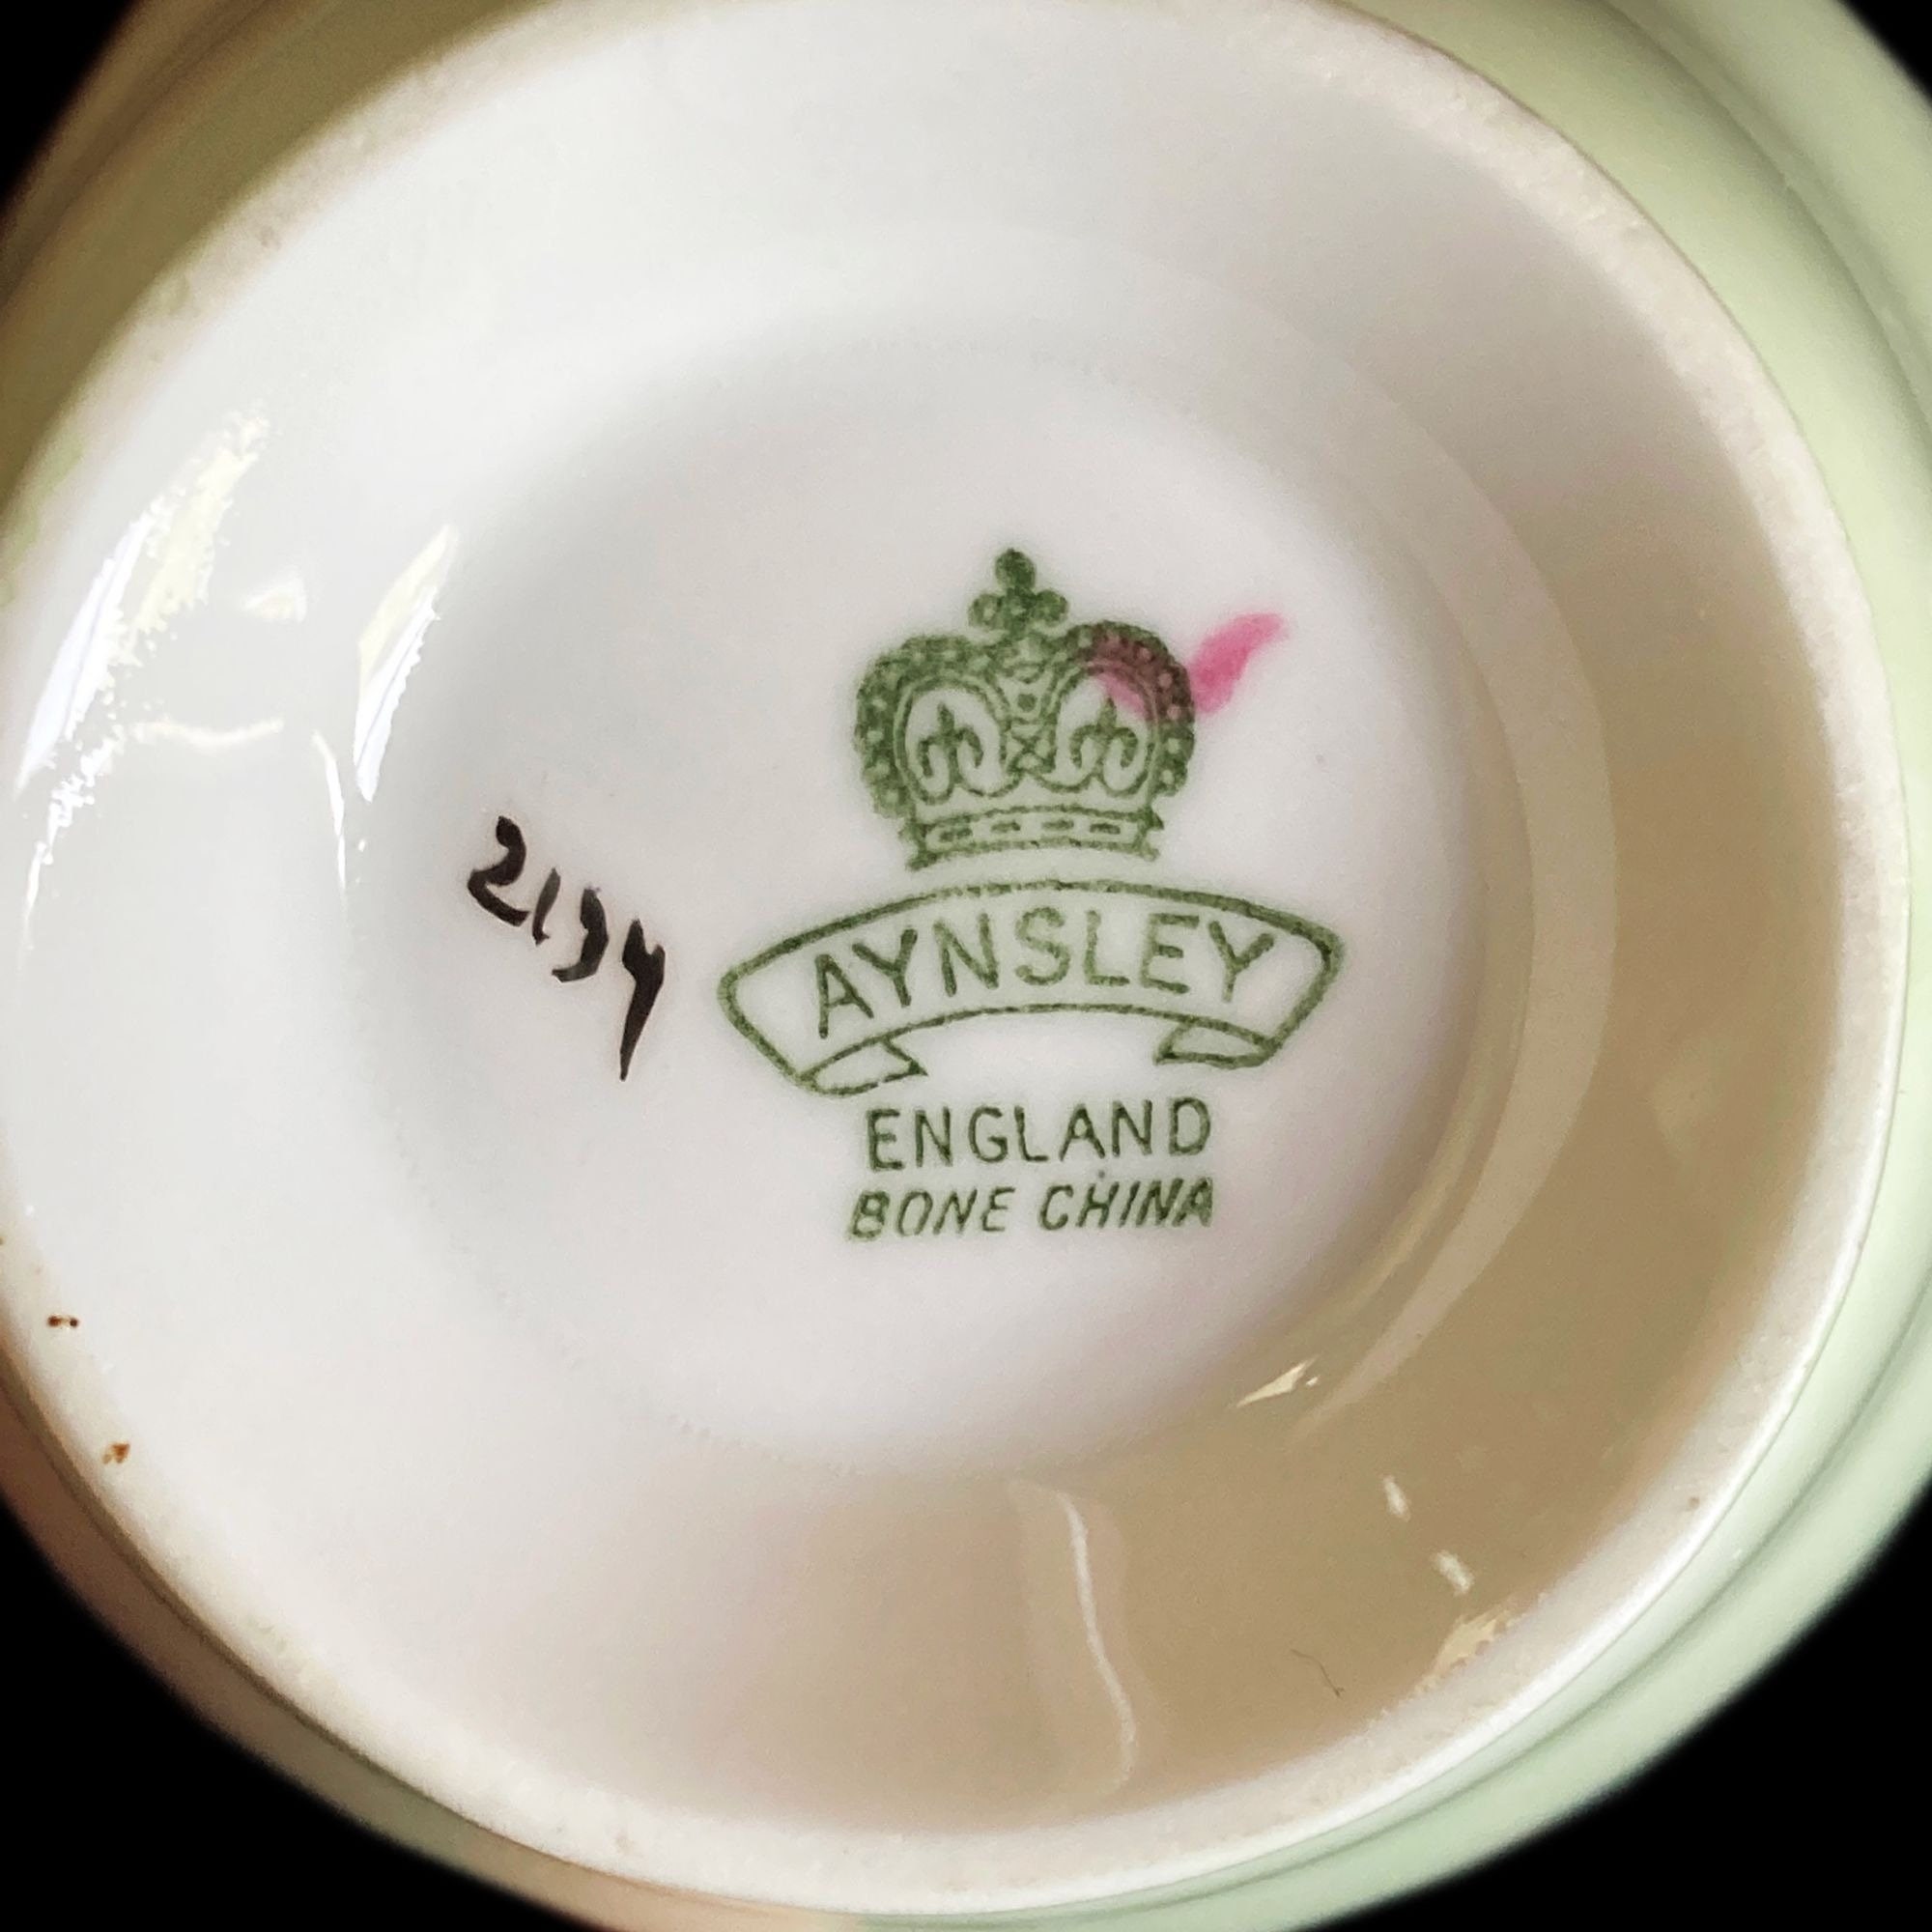 2134
AYNSLEY
ENGLAND
BONE CHINA